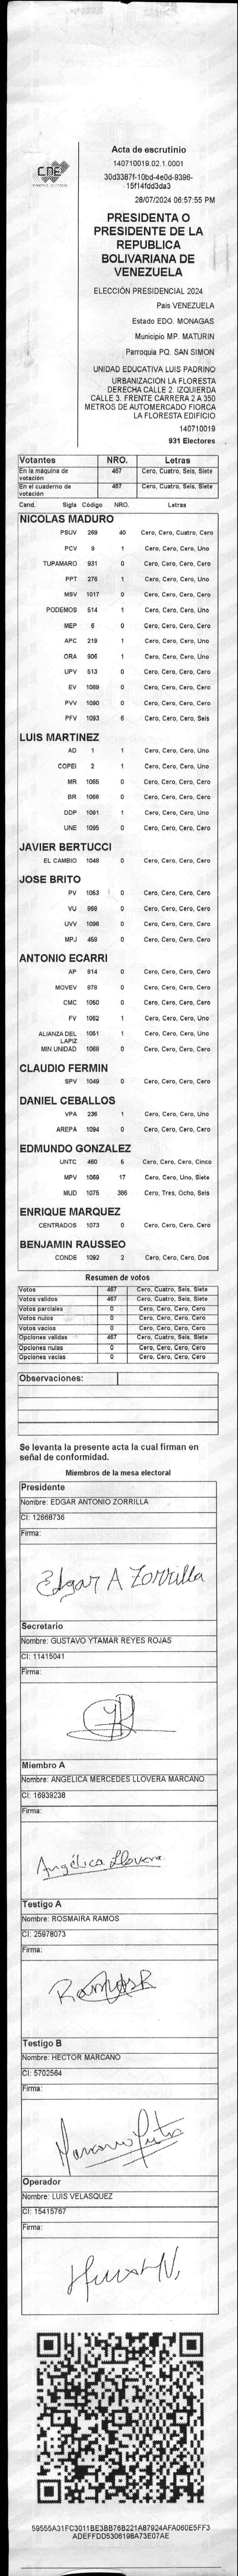 CNE
Acta de escrutinio
140710019.02.1.0001
30d3387f-10bd-4e0d-9396-
15f14fdd3da3
28/07/2024 06:57:55 PM
PRESIDENTA O
PRESIDENTE DE LA
REPUBLICA
BOLIVARIANA DE
VENEZUELA
ELECCIÓN PRESIDENCIAL 2024
Pais VENEZUELA
Estado EDO. MONAGAS
Municipio MP. MATURIN
Parroquia PQ. SAN SIMON
UNIDAD EDUCATIVA LUIS PADRINO
URBANIZACION LA FLORESTA
DERECHA CALLE 2. IZQUIERDA
CALLE 3. FRENTE CARRERA 2 A 350
METROS DE AUTOMERCADO FIORCA
LA FLORESTA EDIFICIO
140710019
931 Electores
Votantes NRO. Letras
En la máquina de votación 467 Cero, Cuatro, Seis, Siete
En el cuaderno de votación 467 Cero, Cuatro, Seis, Siete
Cand. Sigla Código NRO. Letras
NICOLAS MADURO
PSUV 269 40 Cero, Cero, Cuatro, Cero
PCV 9 1 Cero, Cero, Cero, Uno
TUPAMARO 931 0 Cero, Cero, Cero, Cero
PPT 276 1 Cero, Cero, Cero, Uno
MSV 1017 0 Cero, Cero, Cero, Cero
PODEMOS 514 1 Cero, Cero, Cero, Uno
MEP 6 0 Cero, Cero, Cero, Cero
APC 219 1 Cero, Cero, Cero, Uno
ORA 906 1 Cero, Cero, Cero, Uno
UPV 513 0 Cero, Cero, Cero, Cero
EV 1089 0 Cero, Cero, Cero, Cero
PVV 1090 0 Cero, Cero, Cero, Cero
PFV 1093 6 Cero, Cero, Cero, Seis
LUIS MARTINEZ
AD 1 1 Cero, Cero, Cero, Uno
COPEI 2 1 Cero, Cero, Cero, Uno
MR 1065 0 Cero, Cero, Cero, Cero
BR 1066 0 Cero, Cero, Cero, Cero
DDP 1081 1 Cero, Cero, Cero, Uno
UNE 1095 0 Cero, Cero, Cero, Cero
JAVIER BERTUCCI
EL CAMBIO 1048 0 Cero, Cero, Cero, Cero
JOSE BRITO
PV 1053 0 Cero, Cero, Cero, Cero
VU 868 0 Cero, Cero, Cero, Cero
UVV 1096 0 Cero, Cero, Cero, Cero
MPJ 458 0 Cero, Cero, Cero, Cero
ANTONIO ECARRI
AP 814 0 Cero, Cero, Cero, Cero
MOVEV 878 0 Cero, Cero, Cero, Cero
CMC 1050 0 Cero, Cero, Cero, Cero
FV 1062 1 Cero, Cero, Cero, Uno
ALIANZA DEL LAPIZ 1051 1 Cero, Cero, Cero, Uno
MIN UNIDAD 1068 0 Cero, Cero, Cero, Cero
CLAUDIO FERMIN
SPV 1049 0 Cero, Cero, Cero, Cero
DANIEL CEBALLOS
VPA 236 1 Cero, Cero, Cero, Uno
AREPA 1094 0 Cero, Cero, Cero, Cero
EDMUNDO GONZALEZ
UNTC 460 5 Cero, Cero, Cero, Cinco
MPV 1069 17 Cero, Cero, Uno, Siete
MUD 1075 386 Cero, Tres, Ocho, Seis
ENRIQUE MARQUEZ
CENTRADOS 1073 0 Cero, Cero, Cero, Cero
BENJAMIN RAUSSEO
CONDE 1092 2 Cero, Cero, Cero, Dos
Resumen de votos
Votos 467 Cero, Cuatro, Seis, Siete
Votos validos 467 Cero, Cuatro, Seis, Siete
Votos parciales 0 Cero, Cero, Cero, Cero
Votos nulos 0 Cero, Cero, Cero, Cero
Votos vacios 0 Cero, Cero, Cero, Cero
Opciones validas 467 Cero, Cuatro, Seis, Siete
Opciones nulas 0 Cero, Cero, Cero, Cero
Opciones vacias 0 Cero, Cero, Cero, Cero
Observaciones:
Se levanta la presente acta la cual firman en
señal de conformidad.
Miembros de la mesa electoral
Presidente
Nombre: EDGAR ANTONIO ZORRILLA
CI: 12668736
Firma:
Edgar A Zorrilla
Secretario
Nombre: GUSTAVO YTAMAR REYES ROJAS
CI: 11415041
Firma:
Miembro A
Nombre: ANGELICA MERCEDES LLOVERA MARCANO
CI: 16939238
Firma:
Angélica Llovera
Testigo A
Nombre: ROSMAIRA RAMOS
CI: 25978073
Firma:
Testigo B
Nombre: HECTOR MARCANO
CI: 5702564
Firma:
Operador
Nombre: LUIS VELASQUEZ
CI: 15415767
Firma:
59555A31FC3011BE3BB76B221A87924AFA060E5FF3
ADEFFDD5306198A73E07AE